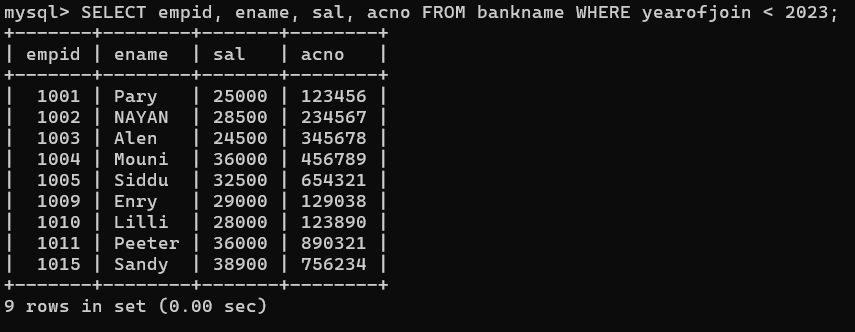 mysql> SELECT empid, ename, sal, acno FROM bankname WHERE yearofjoin < 2023;
+-------+--------+-------+--------+
| empid | ename  | sal   | acno   |
+-------+--------+-------+--------+
|  1001 | Pary   | 25000 | 123456 |
|  1002 | NAYAN  | 28500 | 234567 |
|  1003 | Alen   | 24500 | 345678 |
|  1004 | Mouni  | 36000 | 456789 |
|  1005 | Siddu  | 32500 | 654321 |
|  1009 | Enry   | 29000 | 129038 |
|  1010 | Lilli  | 28000 | 123890 |
|  1011 | Peeter | 36000 | 890321 |
|  1015 | Sandy  | 38900 | 756234 |
+-------+--------+-------+--------+
9 rows in set (0.00 sec)